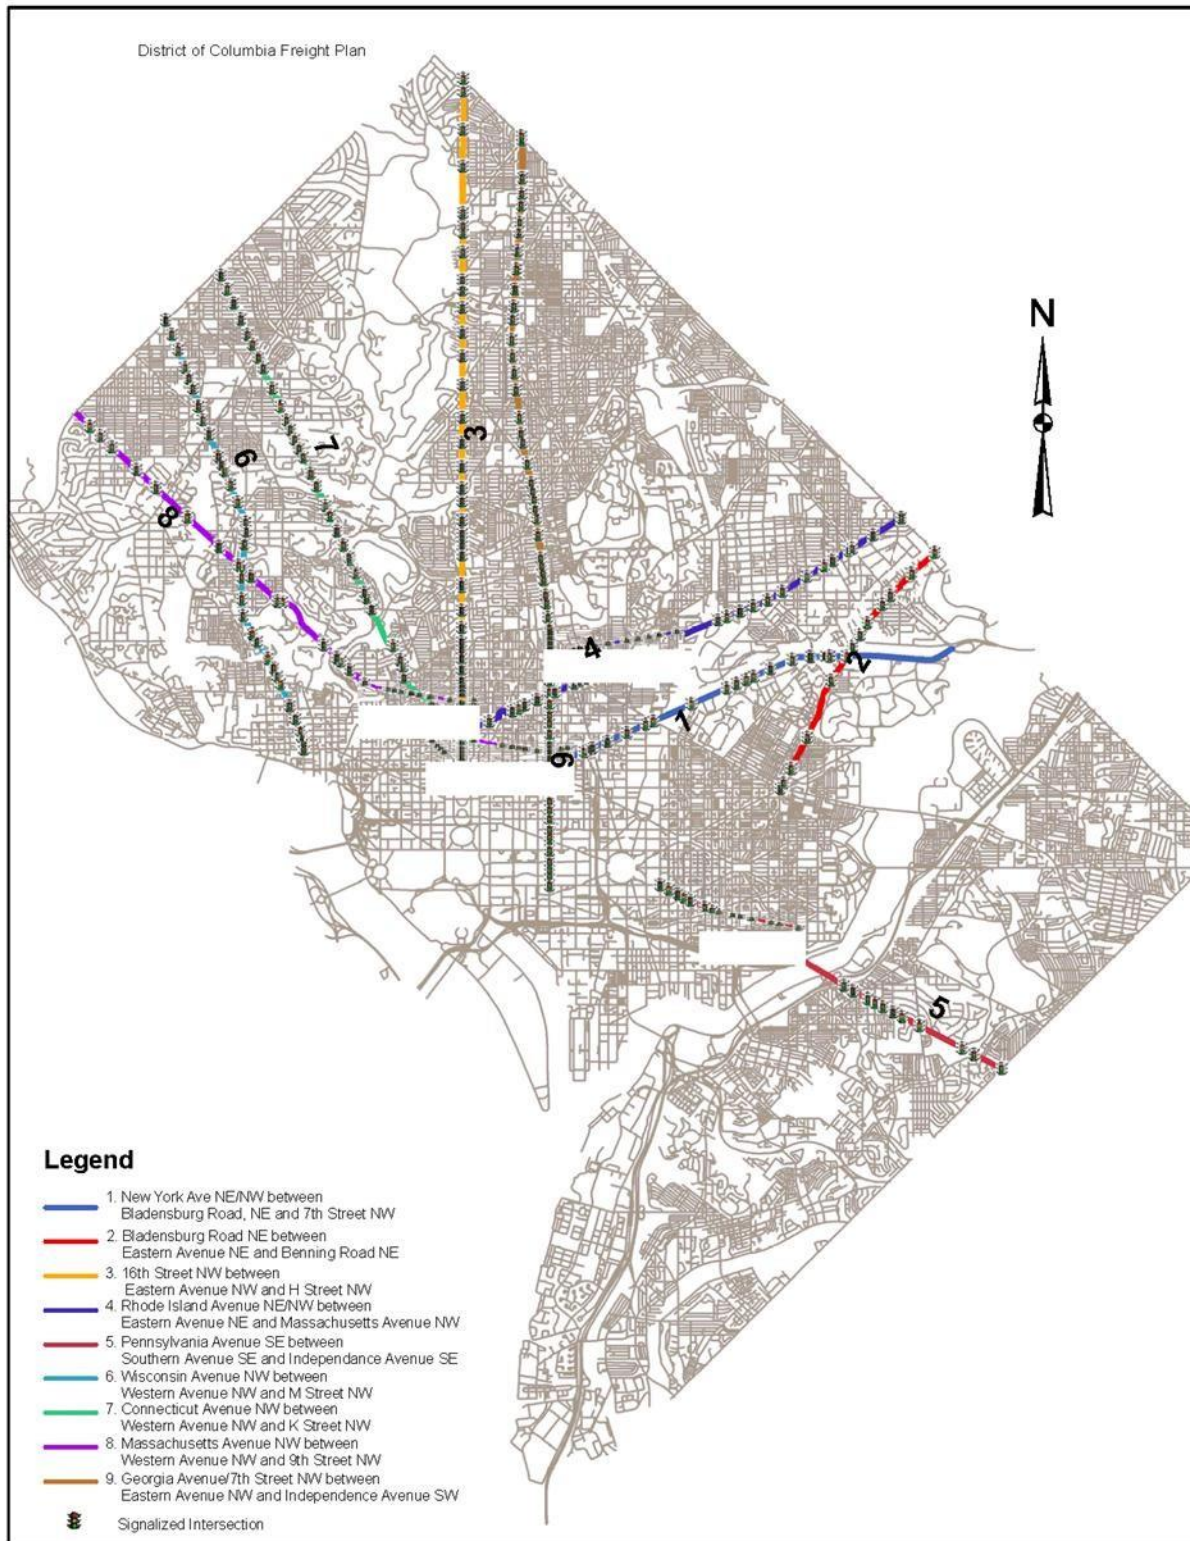 District of Columbia Freight Plan
N
3
7
6
8
4
2
1
9
5
Legend
1. New York Ave NE/NW between
Bladensburg Road, NE and 7th Street NW
2. Bladensburg Road NE between
Eastern Avenue NE and Benning Road NE
3. 16th Street NW between
Eastern Avenue NW and H Street NW
4. Rhode Island Avenue NE/NW between
Eastern Avenue NE and Massachusetts Avenue NW
5. Pennsylvania Avenue SE between
Southern Avenue SE and Independance Avenue SE
6. Wisconsin Avenue NW between
Western Avenue NW and M Street NW
7. Connecticut Avenue NW between
Western Avenue NW and K Street NW
8. Massachusetts Avenue NW between
Western Avenue NW and 9th Street NW
9. Georgia Avenue/7th Street NW between
Eastern Avenue NW and Independence Avenue SW
Signalized Intersection